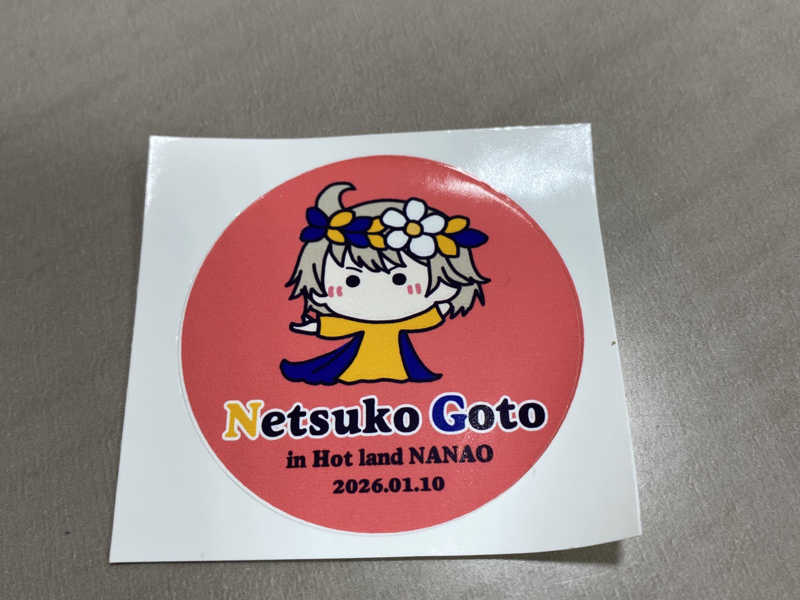 Netsuko Goto
in Hot land NANAO
2026.01.10